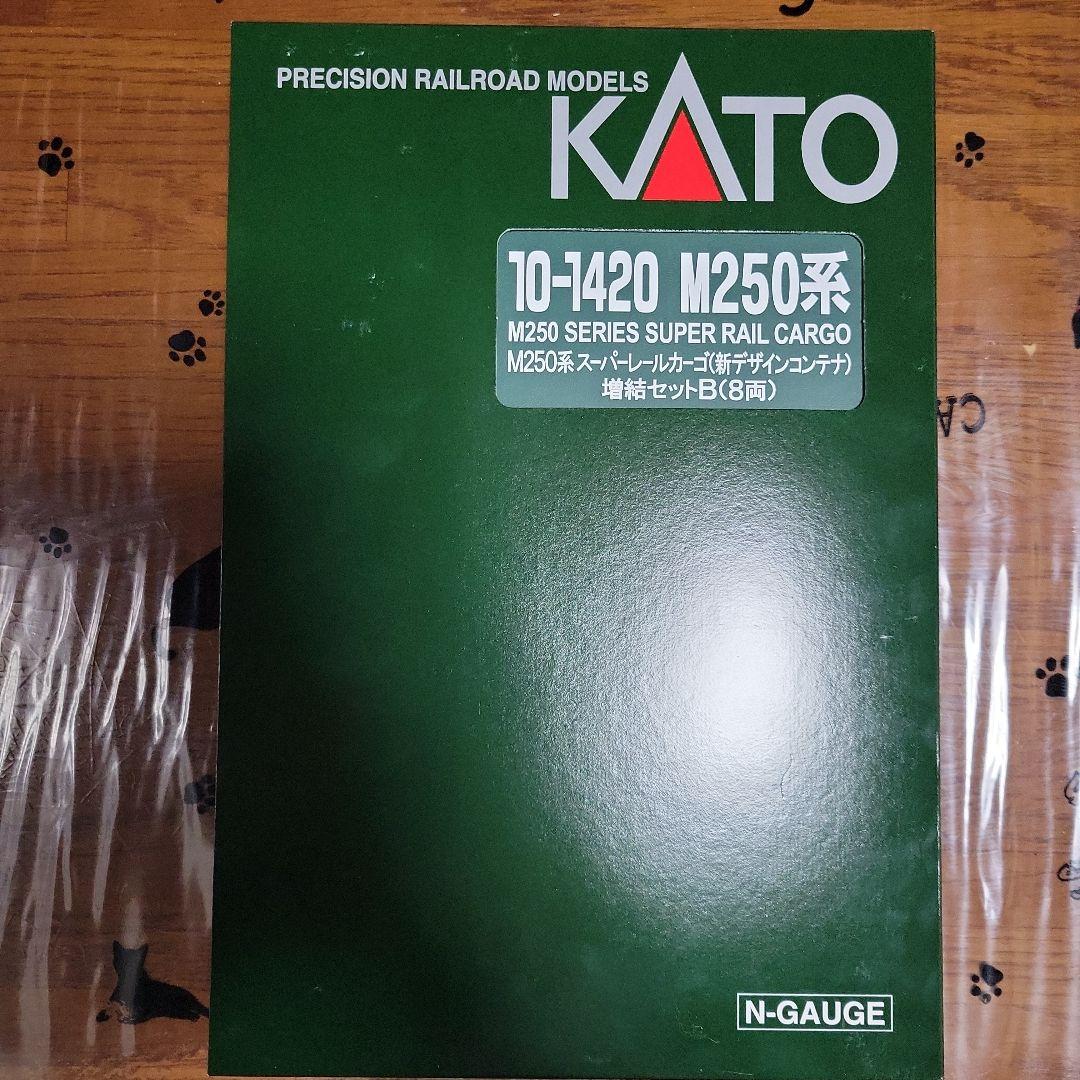 PRECISION RAILROAD MODELS
KATO
10-1420 M250系
M250 SERIES SUPER RAIL CARGO
M250系スーパーレールカーゴ(新デザインコンテナ)
増結セットB(8両)
N-GAUGE